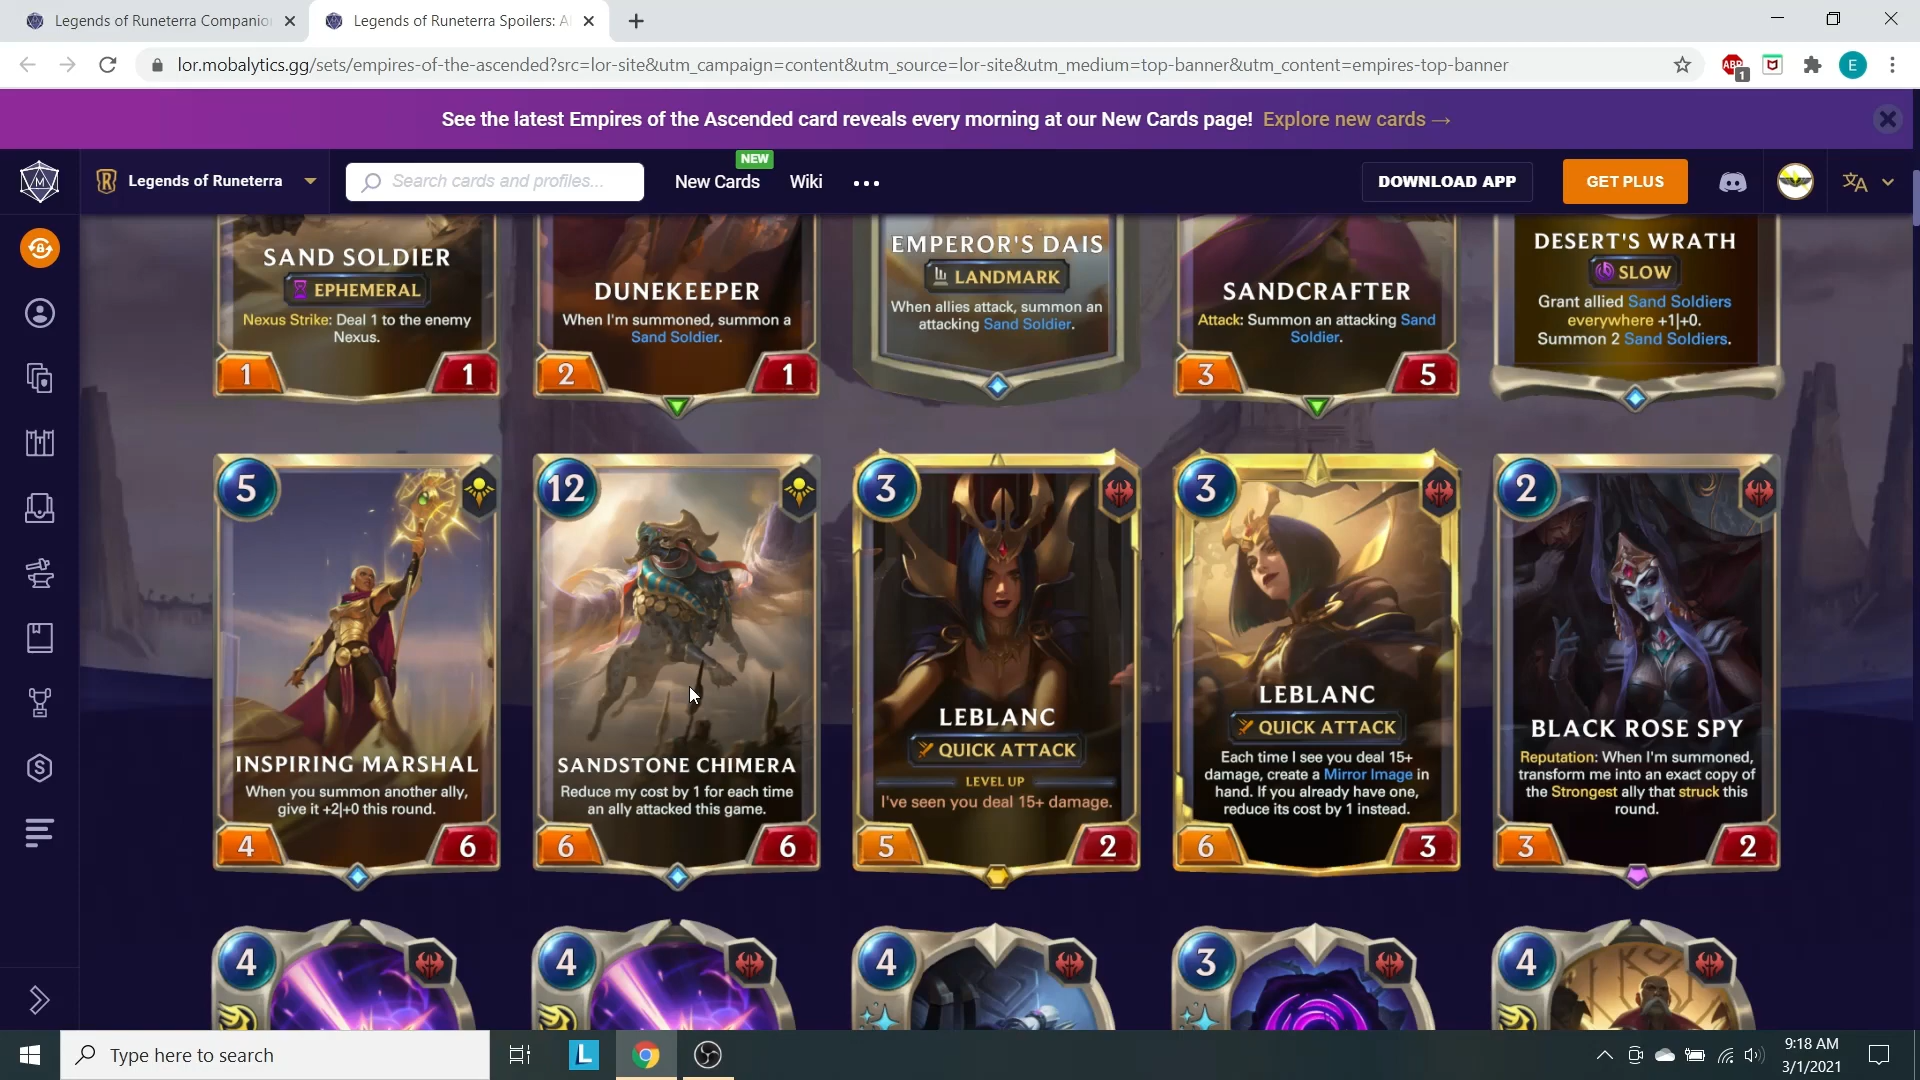 Legends of Runeterra Companio
Legends of Runeterra Spoilers: A
lor.mobalytics.gg/sets/empires-of-the-ascended?src=lor-site&utm_campaign=content&utm_source=lor-site&utm_medium=top-banner&utm_content=empires-top-banner
ABP
1
E
See the latest Empires of the Ascended card reveals every morning at our New Cards page! Explore new cards →
M
Legends of Runeterra
Search cards and profiles...
NEW
New Cards
Wiki
DOWNLOAD APP
GET PLUS
文A
SAND SOLDIER
EPHEMERAL
Nexus Strike: Deal 1 to the enemy
Nexus.
1
1
DUNEKEEPER
When I'm summoned, summon a
Sand Soldier.
2
1
EMPEROR'S DAIS
LANDMARK
When allies attack, summon an
attacking Sand Soldier.
SANDCRAFTER
Attack: Summon an attacking Sand
Soldier.
3
5
DESERT'S WRATH
SLOW
Grant allied Sand Soldiers
everywhere +1|+0.
Summon 2 Sand Soldiers.
5
INSPIRING MARSHAL
When you summon another ally,
give it +2|+0 this round.
4
6
12
SANDSTONE CHIMERA
Reduce my cost by 1 for each time
an ally attacked this game.
6
6
3
LEBLANC
QUICK ATTACK
LEVEL UP
I've seen you deal 15+ damage.
5
2
3
LEBLANC
QUICK ATTACK
Each time I see you deal 15+
damage, create a Mirror Image in
hand. If you already have one,
reduce its cost by 1 instead.
6
3
2
BLACK ROSE SPY
Reputation: When I'm summoned,
transform me into an exact copy of
the Strongest ally that struck this
round.
3
2
4
4
4
3
4
Type here to search
L
9:18 AM
3/1/2021